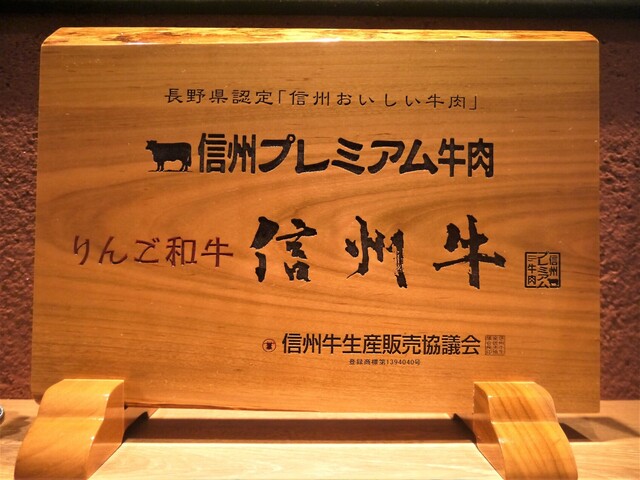 長野県認定「信州おいしい牛肉」
信州プレミアム牛肉
りんご和牛 信州牛
信州プレミアム牛肉
信州牛生産販売協議会
登録商標第1394040号